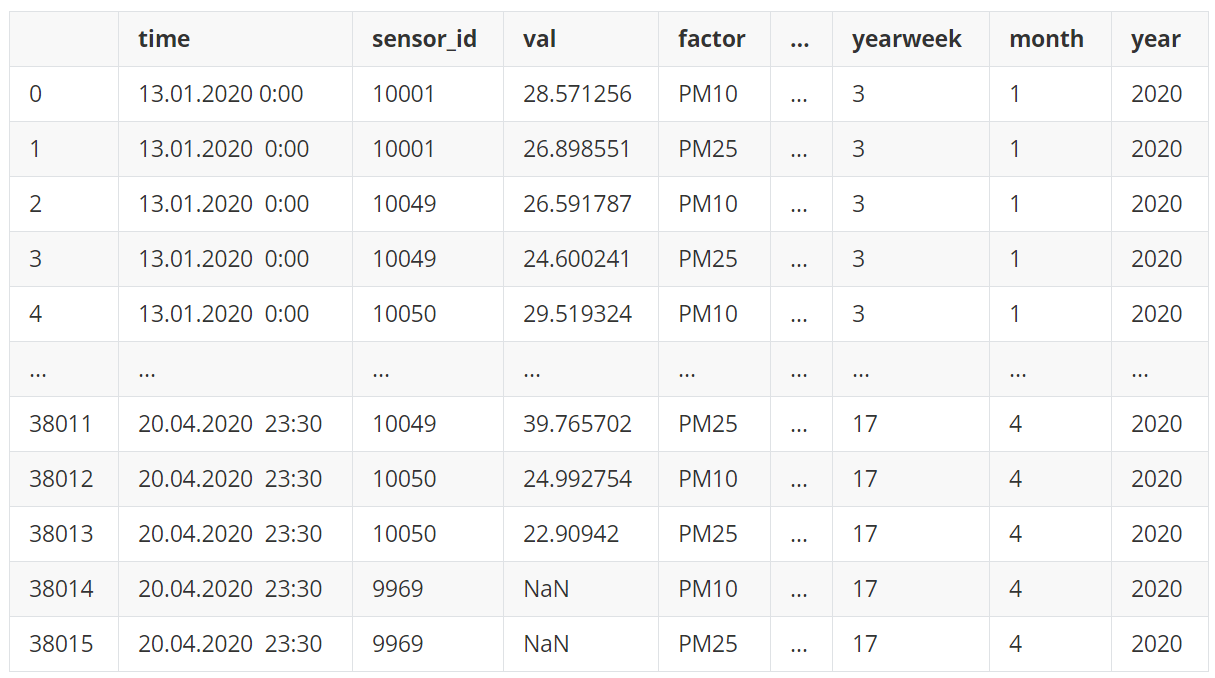 time sensor_id val factor ... yearweek month year
0 13.01.2020 0:00 10001 28.571256 PM10 ... 3 1 2020
1 13.01.2020 0:00 10001 26.898551 PM25 ... 3 1 2020
2 13.01.2020 0:00 10049 26.591787 PM10 ... 3 1 2020
3 13.01.2020 0:00 10049 24.600241 PM25 ... 3 1 2020
4 13.01.2020 0:00 10050 29.519324 PM10 ... 3 1 2020
... ... ... ... ... ... ... ... ...
38011 20.04.2020 23:30 10049 39.765702 PM25 ... 17 4 2020
38012 20.04.2020 23:30 10050 24.992754 PM10 ... 17 4 2020
38013 20.04.2020 23:30 10050 22.90942 PM25 ... 17 4 2020
38014 20.04.2020 23:30 9969 NaN PM10 ... 17 4 2020
38015 20.04.2020 23:30 9969 NaN PM25 ... 17 4 2020